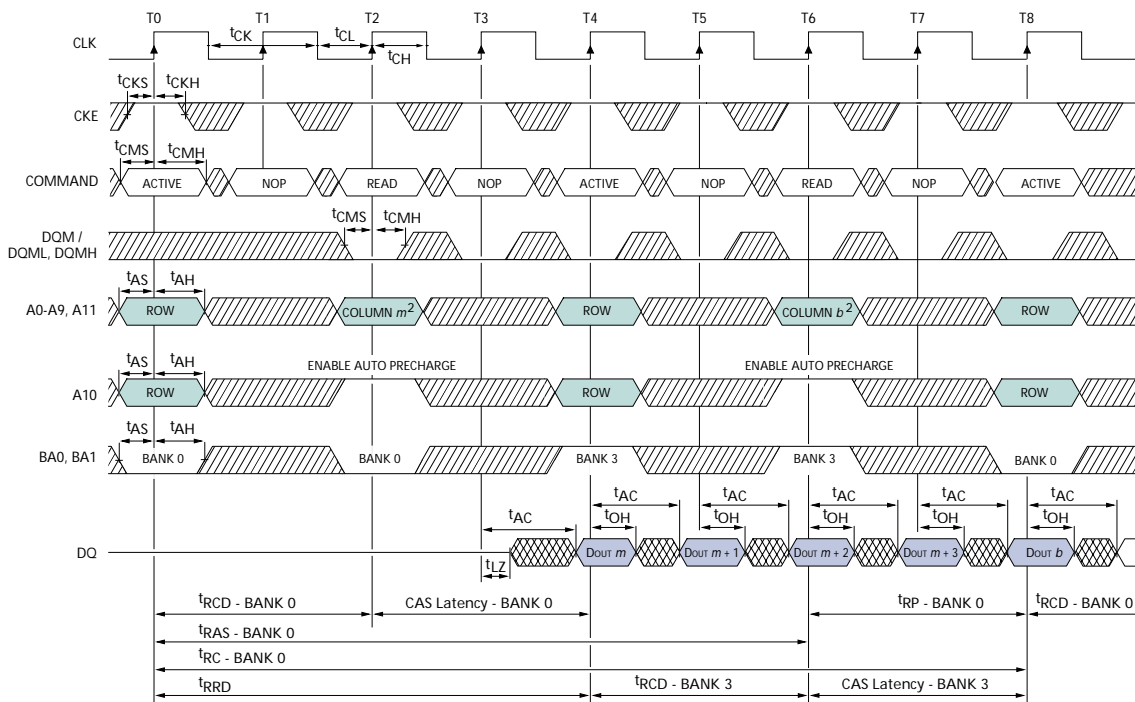 T0 T1 T2 T3 T4 T5 T6 T7 T8
CLK
tCK tCL
tCH
tCKS tCKH
CKE
tCMS tCMH
COMMAND ACTIVE NOP READ NOP ACTIVE NOP READ NOP ACTIVE
tCMS tCMH
DQM /
DQML, DQMH
tAS tAH
A0-A9, A11 ROW COLUMN m2 ROW COLUMN b2 ROW
ENABLE AUTO PRECHARGE ENABLE AUTO PRECHARGE
tAS tAH
A10 ROW ROW ROW
tAS tAH
BA0, BA1 BANK 0 BANK 0 BANK 3 BANK 3 BANK 0
tAC tAC tAC tAC tAC tAC
tOH tOH tOH tOH tOH
DQ DOUT m DOUT m + 1 DOUT m + 2 DOUT m + 3 DOUT b
tLZ
tRCD - BANK 0 CAS Latency - BANK 0 tRP - BANK 0 tRCD - BANK 0
tRAS - BANK 0
tRC - BANK 0
tRRD tRCD - BANK 3 CAS Latency - BANK 3